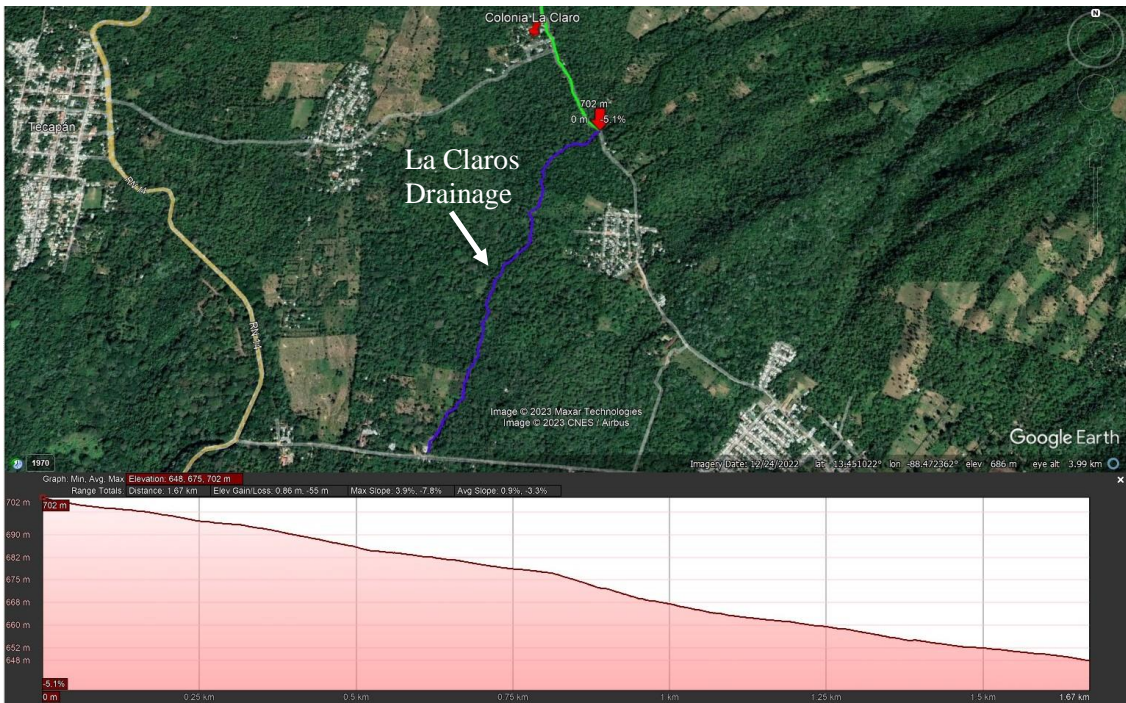 Colonia La Claro
N
702 m
0 m -5.1%
Tecapán
RN 11
La Claros
Drainage
RN 14
Image © 2023 Maxar Technologies
Image © 2023 CNES / Airbus
Google Earth
1970
Imagery Date: 12/24/2022 lat 13.451022° lon -88.472362° elev 686 m eye alt 3.99 km
Graph: Min, Avg, Max Elevation: 648, 675, 702 m
Range Totals: Distance: 1.67 km Elev Gain/Loss: 0.86 m, -55 m Max Slope: 3.9%, -7.8% Avg Slope: 0.9%, -3.3%
702 m 702 m
690 m
682 m
675 m
668 m
660 m
652 m
648 m
-5.1%
0 m 0.25 km 0.5 km 0.75 km 1 km 1.25 km 1.5 km 1.67 km